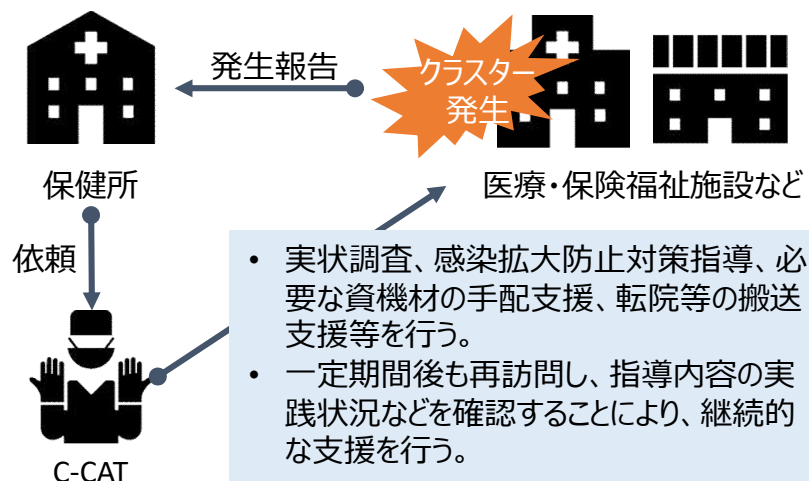 発生報告
クラスター
発生
保健所
医療・保険福祉施設など
依頼
• 実状調査、感染拡大防止対策指導、必
要な資機材の手配支援、転院等の搬送
支援等を行う。
• 一定期間後も再訪問し、指導内容の実
践状況などを確認することにより、継続的
な支援を行う。
C-CAT